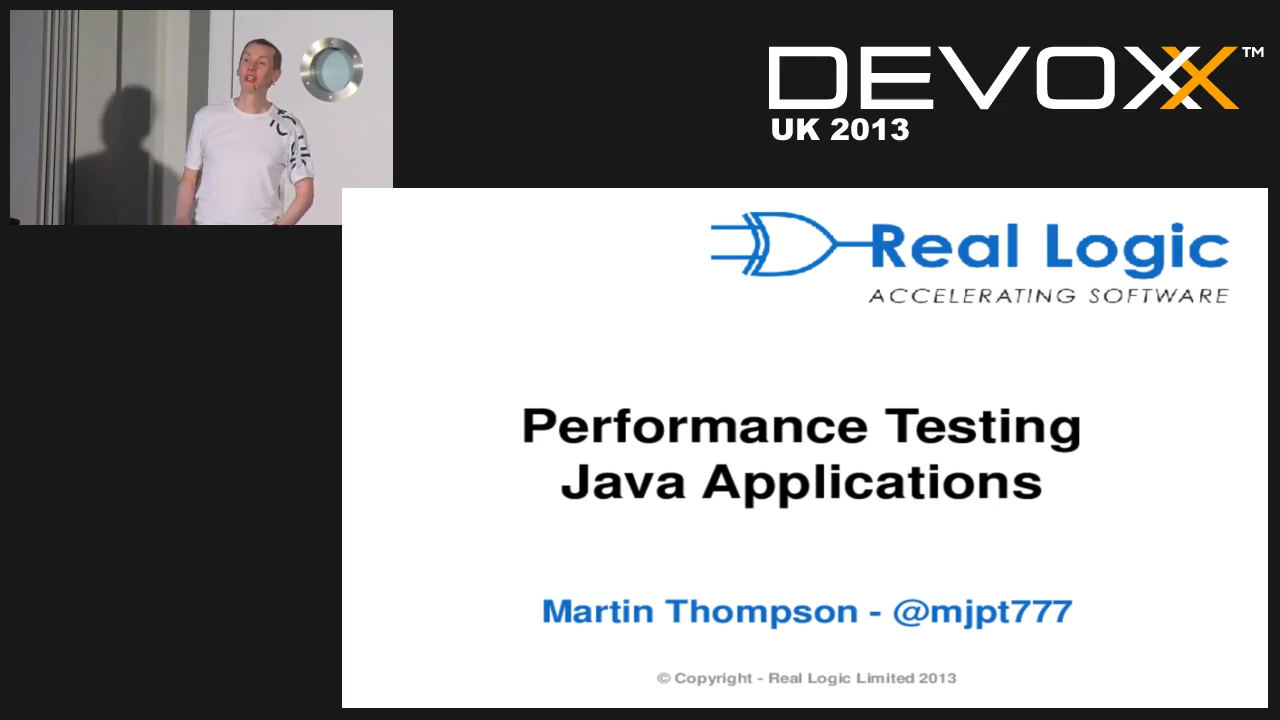 DEVOXX™
UK 2013
Real Logic
ACCELERATING SOFTWARE
Performance Testing
Java Applications
Martin Thompson - @mjpt777
© Copyright - Real Logic Limited 2013